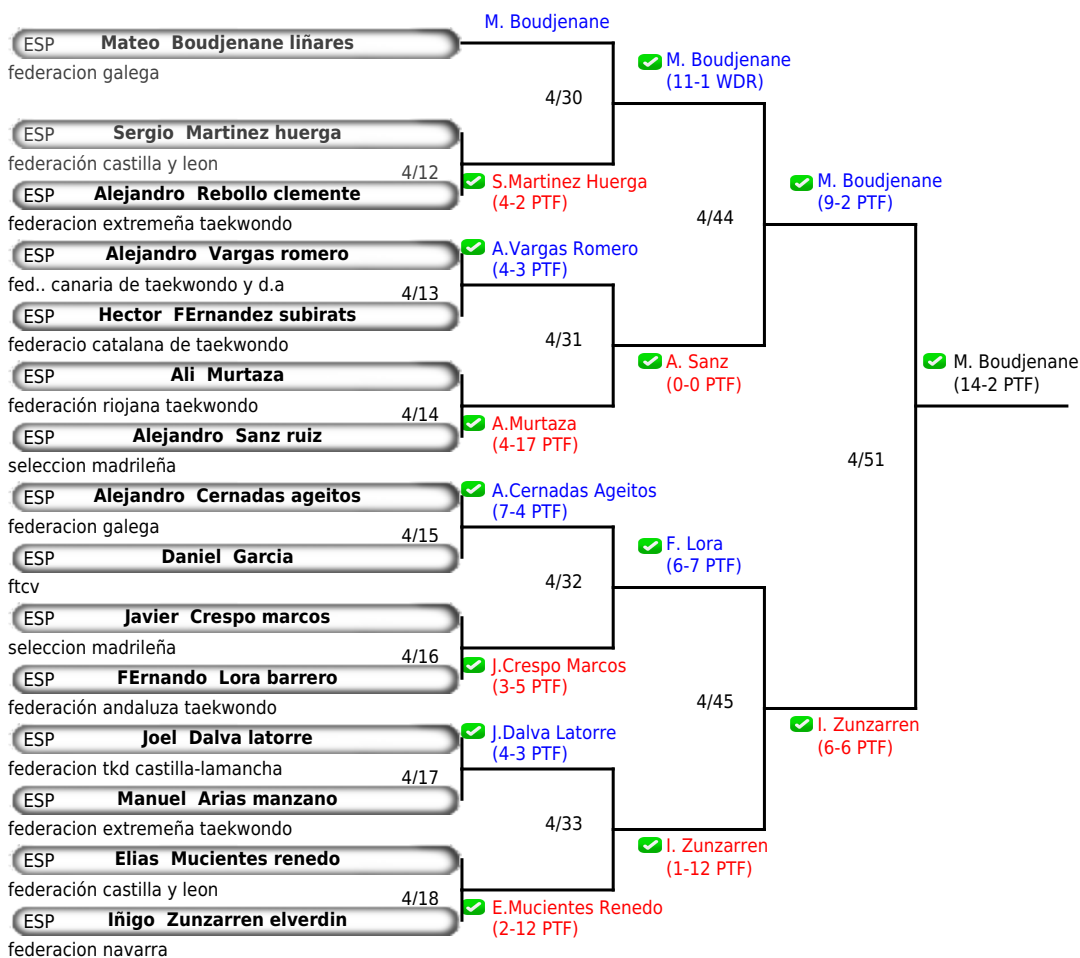 M. Boudjenane
ESP Mateo Boudjenane liñares
federacion galega
M. Boudjenane
(11-1 WDR)
4/30
ESP Sergio Martinez huerga
federación castilla y leon
4/12
S.Martinez Huerga
(4-2 PTF)
ESP Alejandro Rebollo clemente
federacion extremeña taekwondo
M. Boudjenane
(9-2 PTF)
4/44
ESP Alejandro Vargas romero
A.Vargas Romero
(4-3 PTF)
fed.. canaria de taekwondo y d.a
4/13
ESP Hector FErnandez subirats
federacio catalana de taekwondo
4/31
A. Sanz
(0-0 PTF)
M. Boudjenane
(14-2 PTF)
ESP Ali Murtaza
federación riojana taekwondo
4/14
A.Murtaza
(4-17 PTF)
ESP Alejandro Sanz ruiz
seleccion madrileña
4/51
ESP Alejandro Cernadas ageitos
A.Cernadas Ageitos
(7-4 PTF)
federacion galega
4/15
ESP Daniel Garcia
ftcv
F. Lora
(6-7 PTF)
4/32
ESP Javier Crespo marcos
seleccion madrileña
4/16
J.Crespo Marcos
(3-5 PTF)
ESP FErnando Lora barrero
federación andaluza taekwondo
4/45
I. Zunzarren
(6-6 PTF)
ESP Joel Dalva latorre
J.Dalva Latorre
(4-3 PTF)
federacion tkd castilla-lamancha
4/17
ESP Manuel Arias manzano
federacion extremeña taekwondo
4/33
I. Zunzarren
(1-12 PTF)
ESP Elias Mucientes renedo
federación castilla y leon
4/18
E.Mucientes Renedo
(2-12 PTF)
ESP Iñigo Zunzarren elverdin
federacion navarra